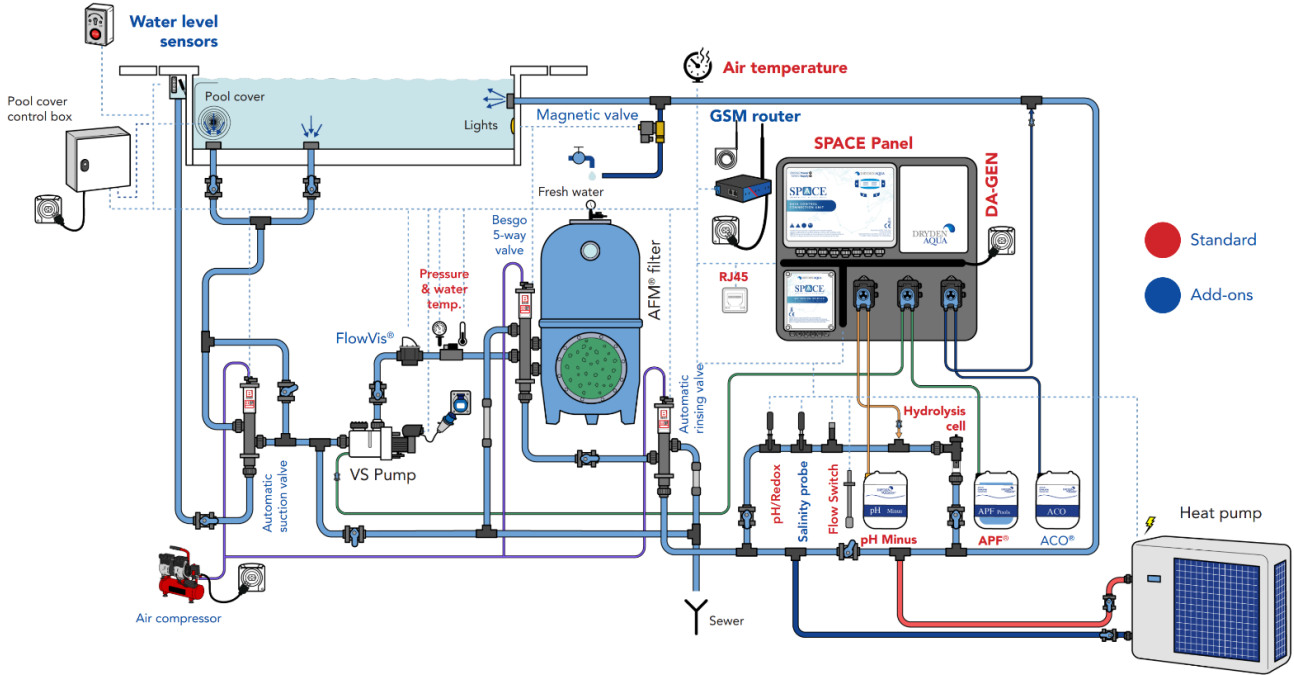 Water level
sensors
Pool cover
control box
Pool cover
Lights
Magnetic valve
Fresh water
Air temperature
GSM router
SPACE Panel
DA-GEN
SPACE
DRYDEN
AQUA
SPACE
RJ45
Standard
Add-ons
Besgo
5-way
valve
AFM® filter
Pressure
& water
temp.
FlowVis®
VS Pump
Automatic
suction valve
Automatic
rinsing valve
Hydrolysis
cell
pH/Redox
Salinity probe
Flow Switch
pH Minus
pH Minus
APF Pools
APF®
ACO
ACO®
Heat pump
Air compressor
Sewer